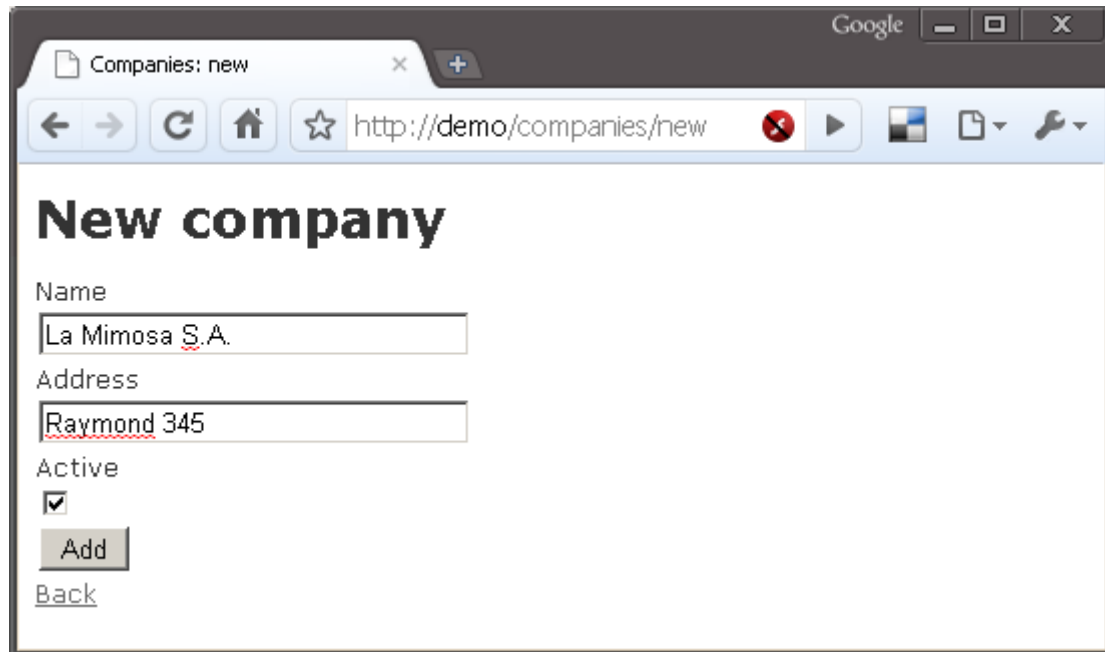 Google
Companies: new
http://demo/companies/new
New company
Name
La Mimosa S.A.
Address
Raymond 345
Active
Add
Back